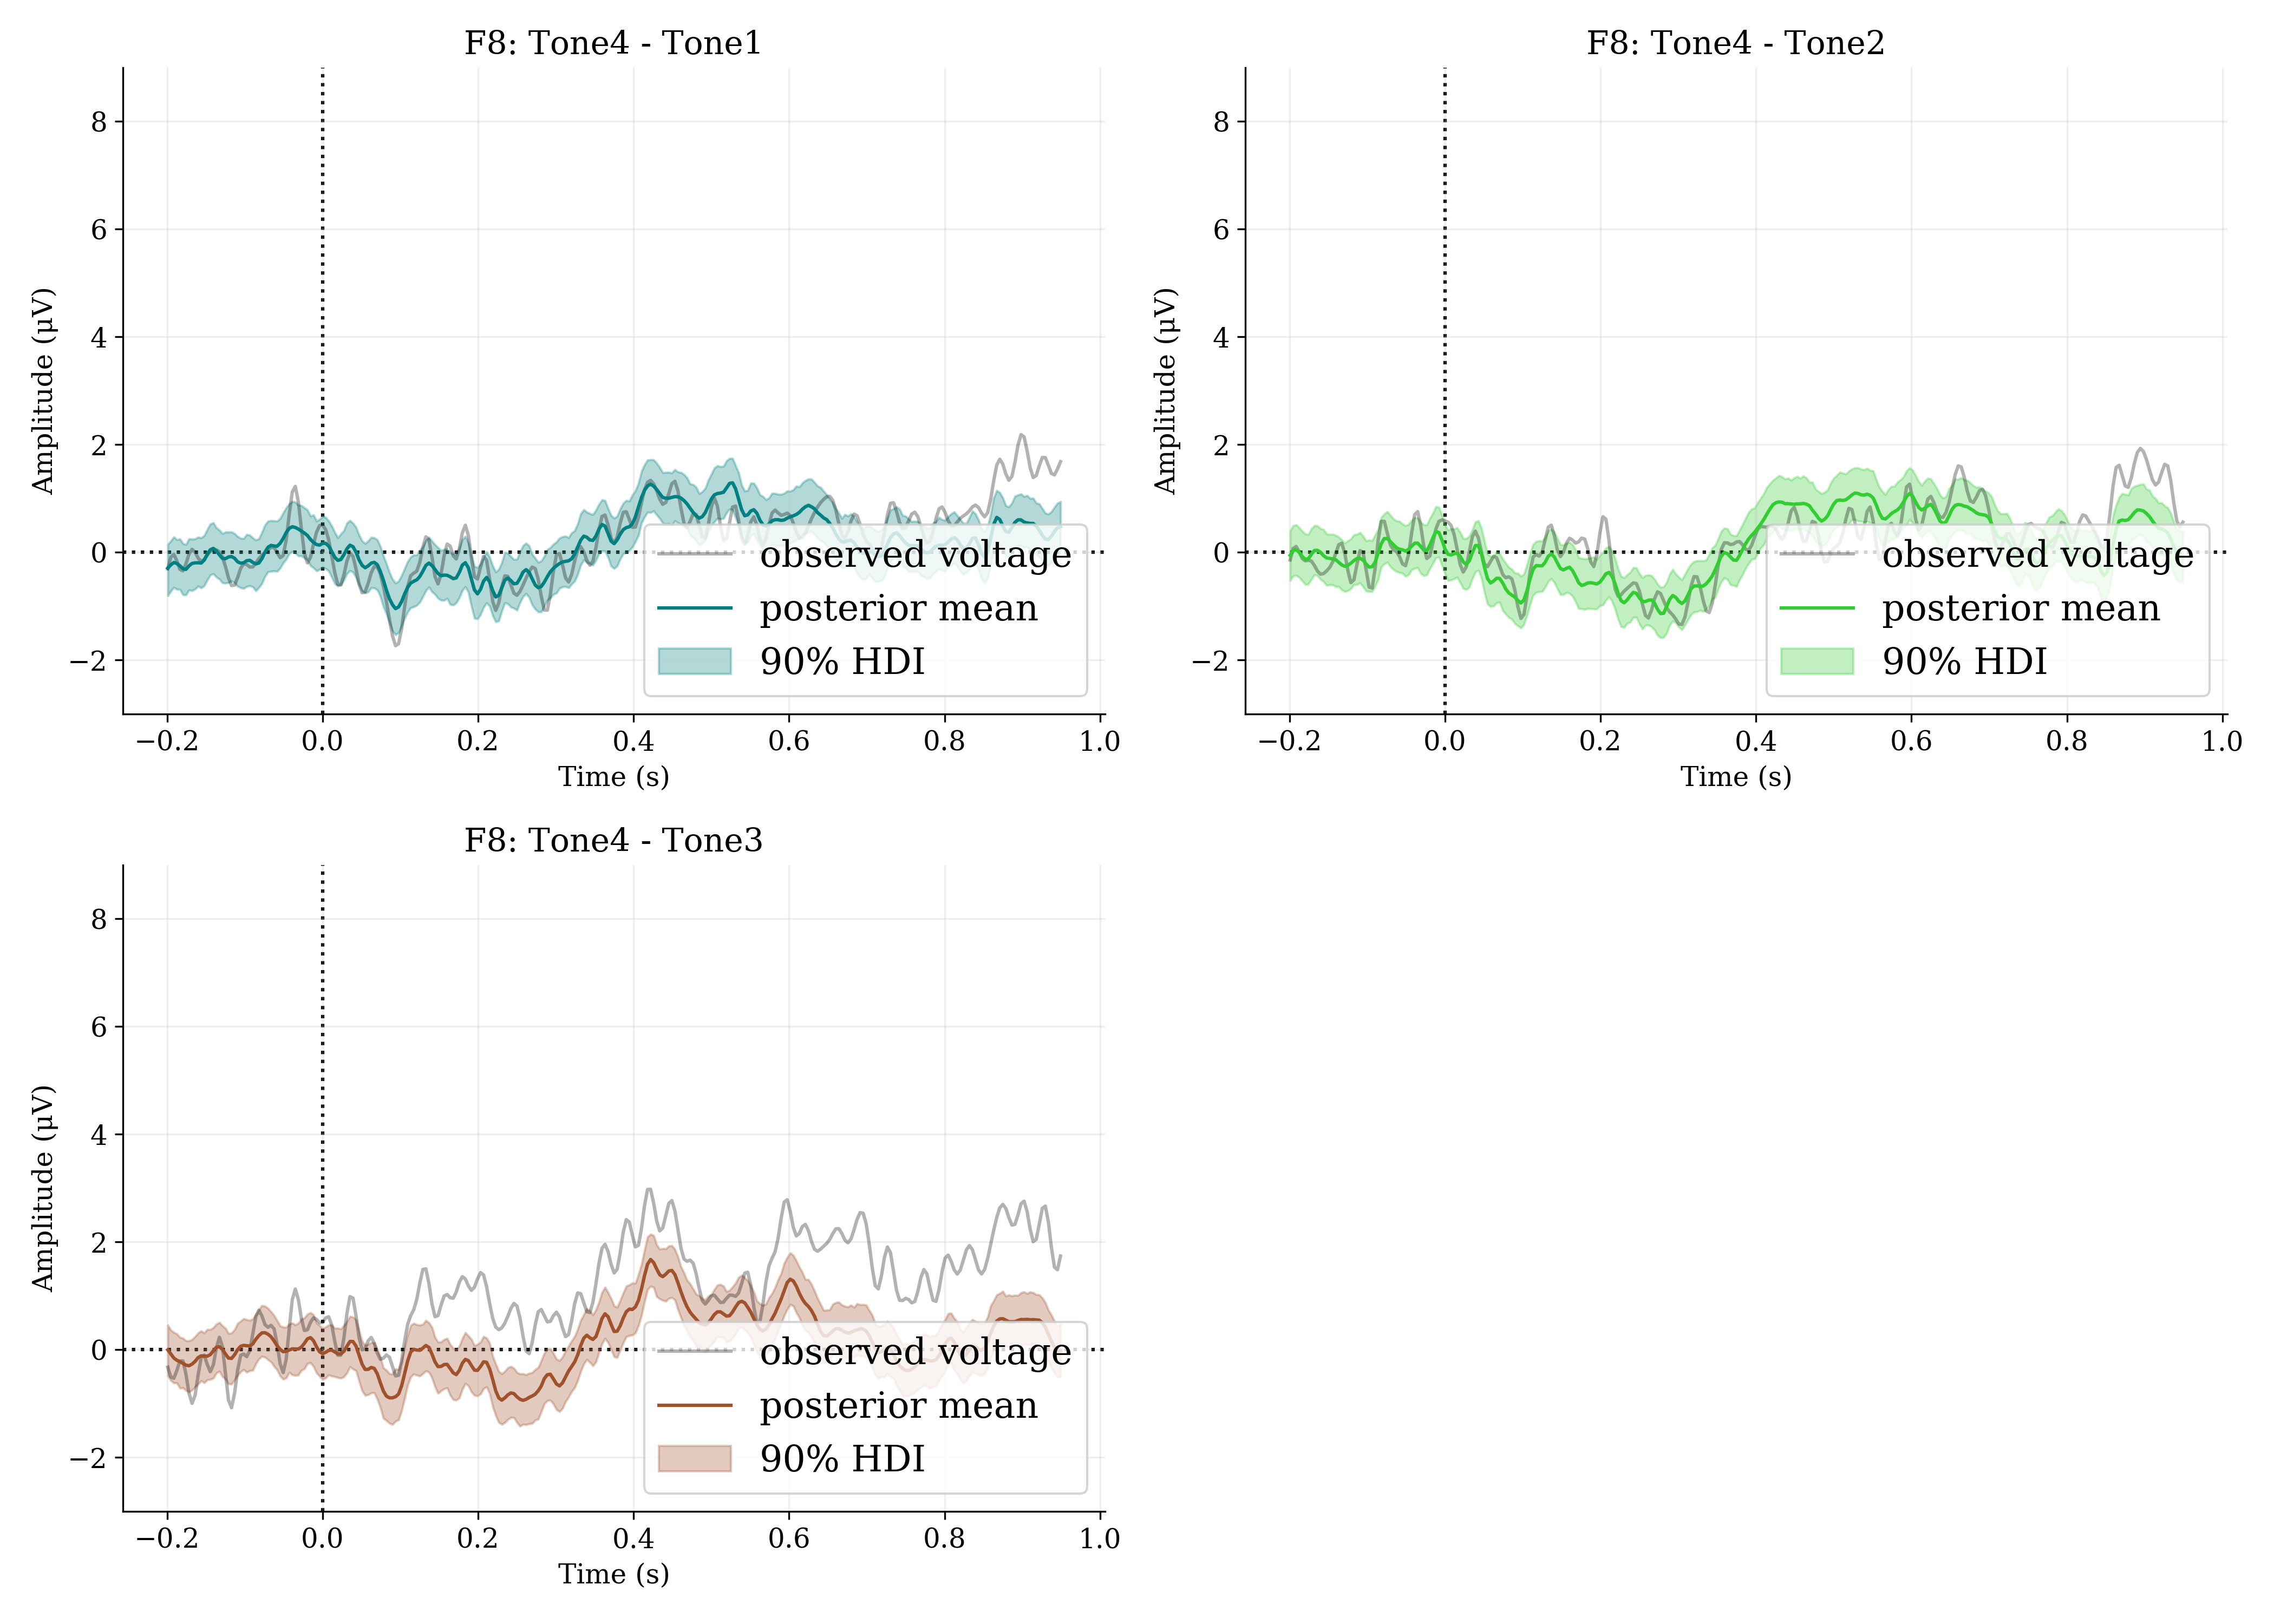 F8: Tone4 - Tone1
Amplitude (μV)
8
6
4
2
0
−2
observed voltage
posterior mean
90% HDI
−0.2 0.0 0.2 0.4 0.6 0.8 1.0
Time (s)
F8: Tone4 - Tone2
Amplitude (μV)
8
6
4
2
0
−2
observed voltage
posterior mean
90% HDI
−0.2 0.0 0.2 0.4 0.6 0.8 1.0
Time (s)
F8: Tone4 - Tone3
Amplitude (μV)
8
6
4
2
0
−2
observed voltage
posterior mean
90% HDI
−0.2 0.0 0.2 0.4 0.6 0.8 1.0
Time (s)